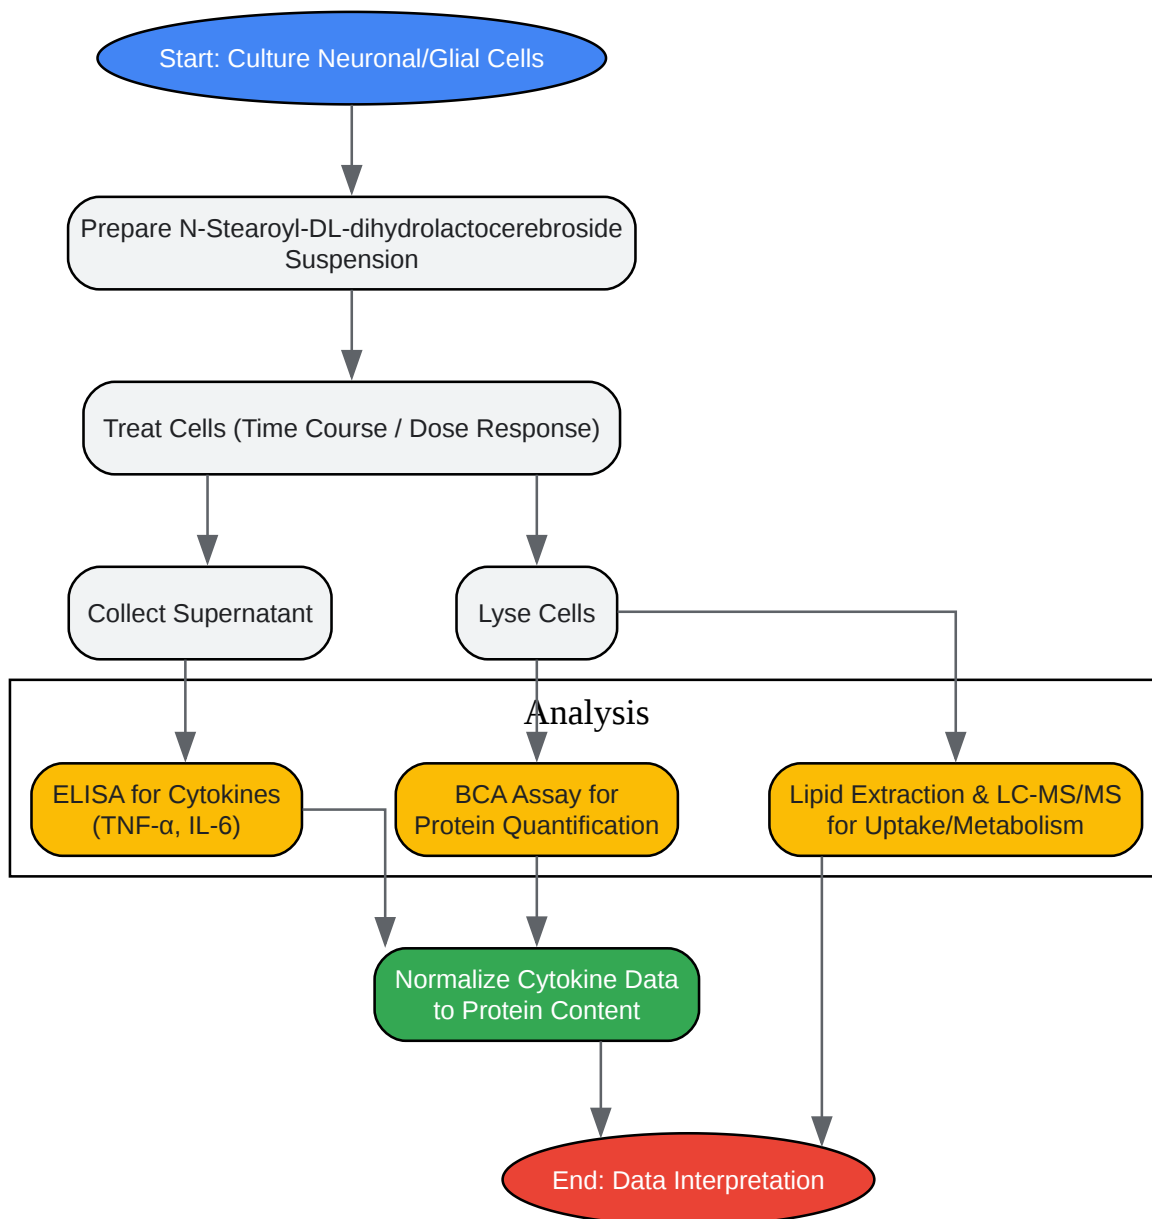 Start: Culture Neuronal/Glial Cells
Prepare N-Stearoyl-DL-dihydrolactocerebroside
Suspension
Treat Cells (Time Course / Dose Response)
Collect Supernatant
Lyse Cells
Analysis
ELISA for Cytokines
(TNF-α, IL-6)
BCA Assay for
Protein Quantification
Lipid Extraction & LC-MS/MS
for Uptake/Metabolism
Normalize Cytokine Data
to Protein Content
End: Data Interpretation